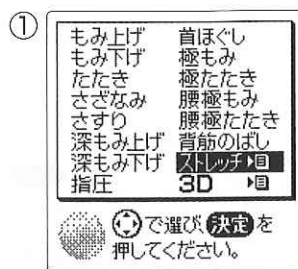 ①
もみ上げ 首ほぐし
もみ下げ 極もみ
たたき 極たたき
さざなみ 腰極もみ
さすり 腰極たたき
深もみ上げ 背筋のばし
深もみ下げ ストレッチ
指圧 3D
で選び、決定を
押してください。